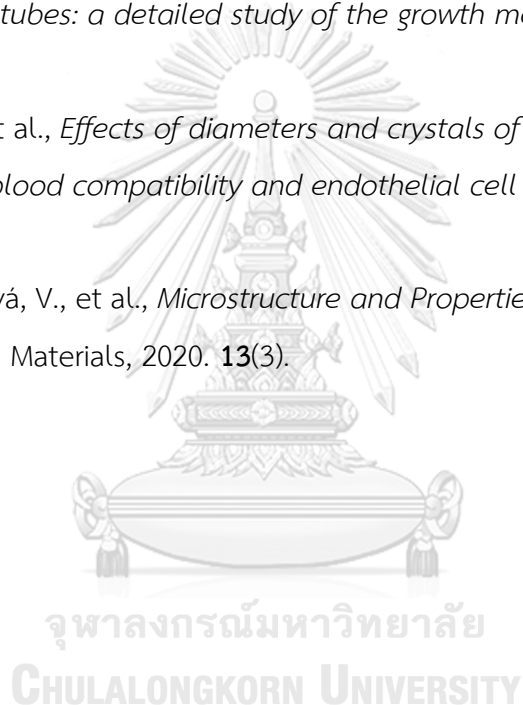 tubes: a detailed study of the growth
t al., Effects of diameters and crystals of
blood compatibility and endothelial cell
vá, V., et al., Microstructure and Propertie
Materials, 2020. 13(3).
จุฬาลงกรณ์มหาวิทยาลัย
CHULALONGKORN UNIVERSITY